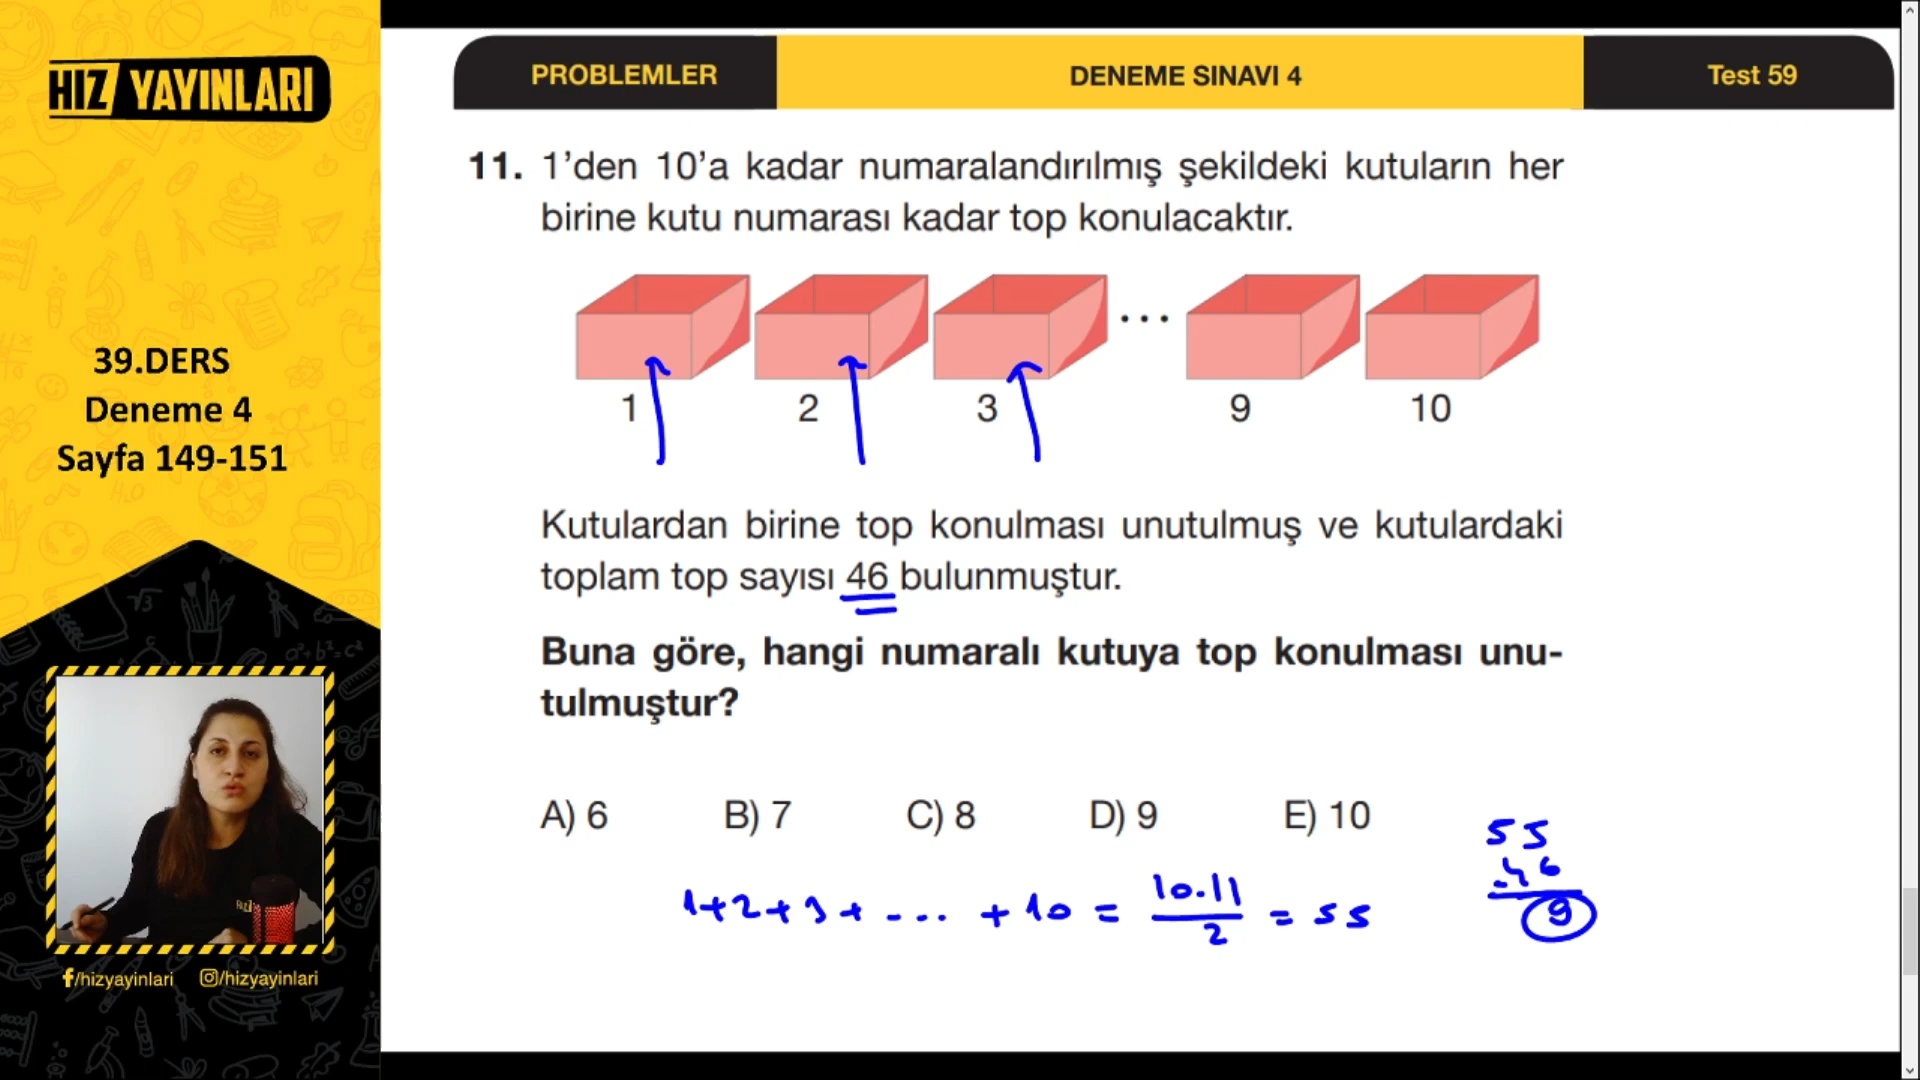 HIZ YAYINLARI
39.DERS
Deneme 4
Sayfa 149-151
/hizyayinlari /hizyayinlari
PROBLEMLER DENEME SINAVI 4 Test 59
11. 1’den 10’a kadar numaralandırılmış şekildeki kutuların her
birine kutu numarası kadar top konulacaktır.
...
1 2 3 9 10
Kutulardan birine top konulması unutulmuş ve kutulardaki
toplam top sayısı 46 bulunmuştur.
Buna göre, hangi numaralı kutuya top konulması unu-
tulmuştur?
A) 6 B) 7 C) 8 D) 9 E) 10
1+2+3+ ... +10 = 10.11 / 2 = 55
55
-46
9